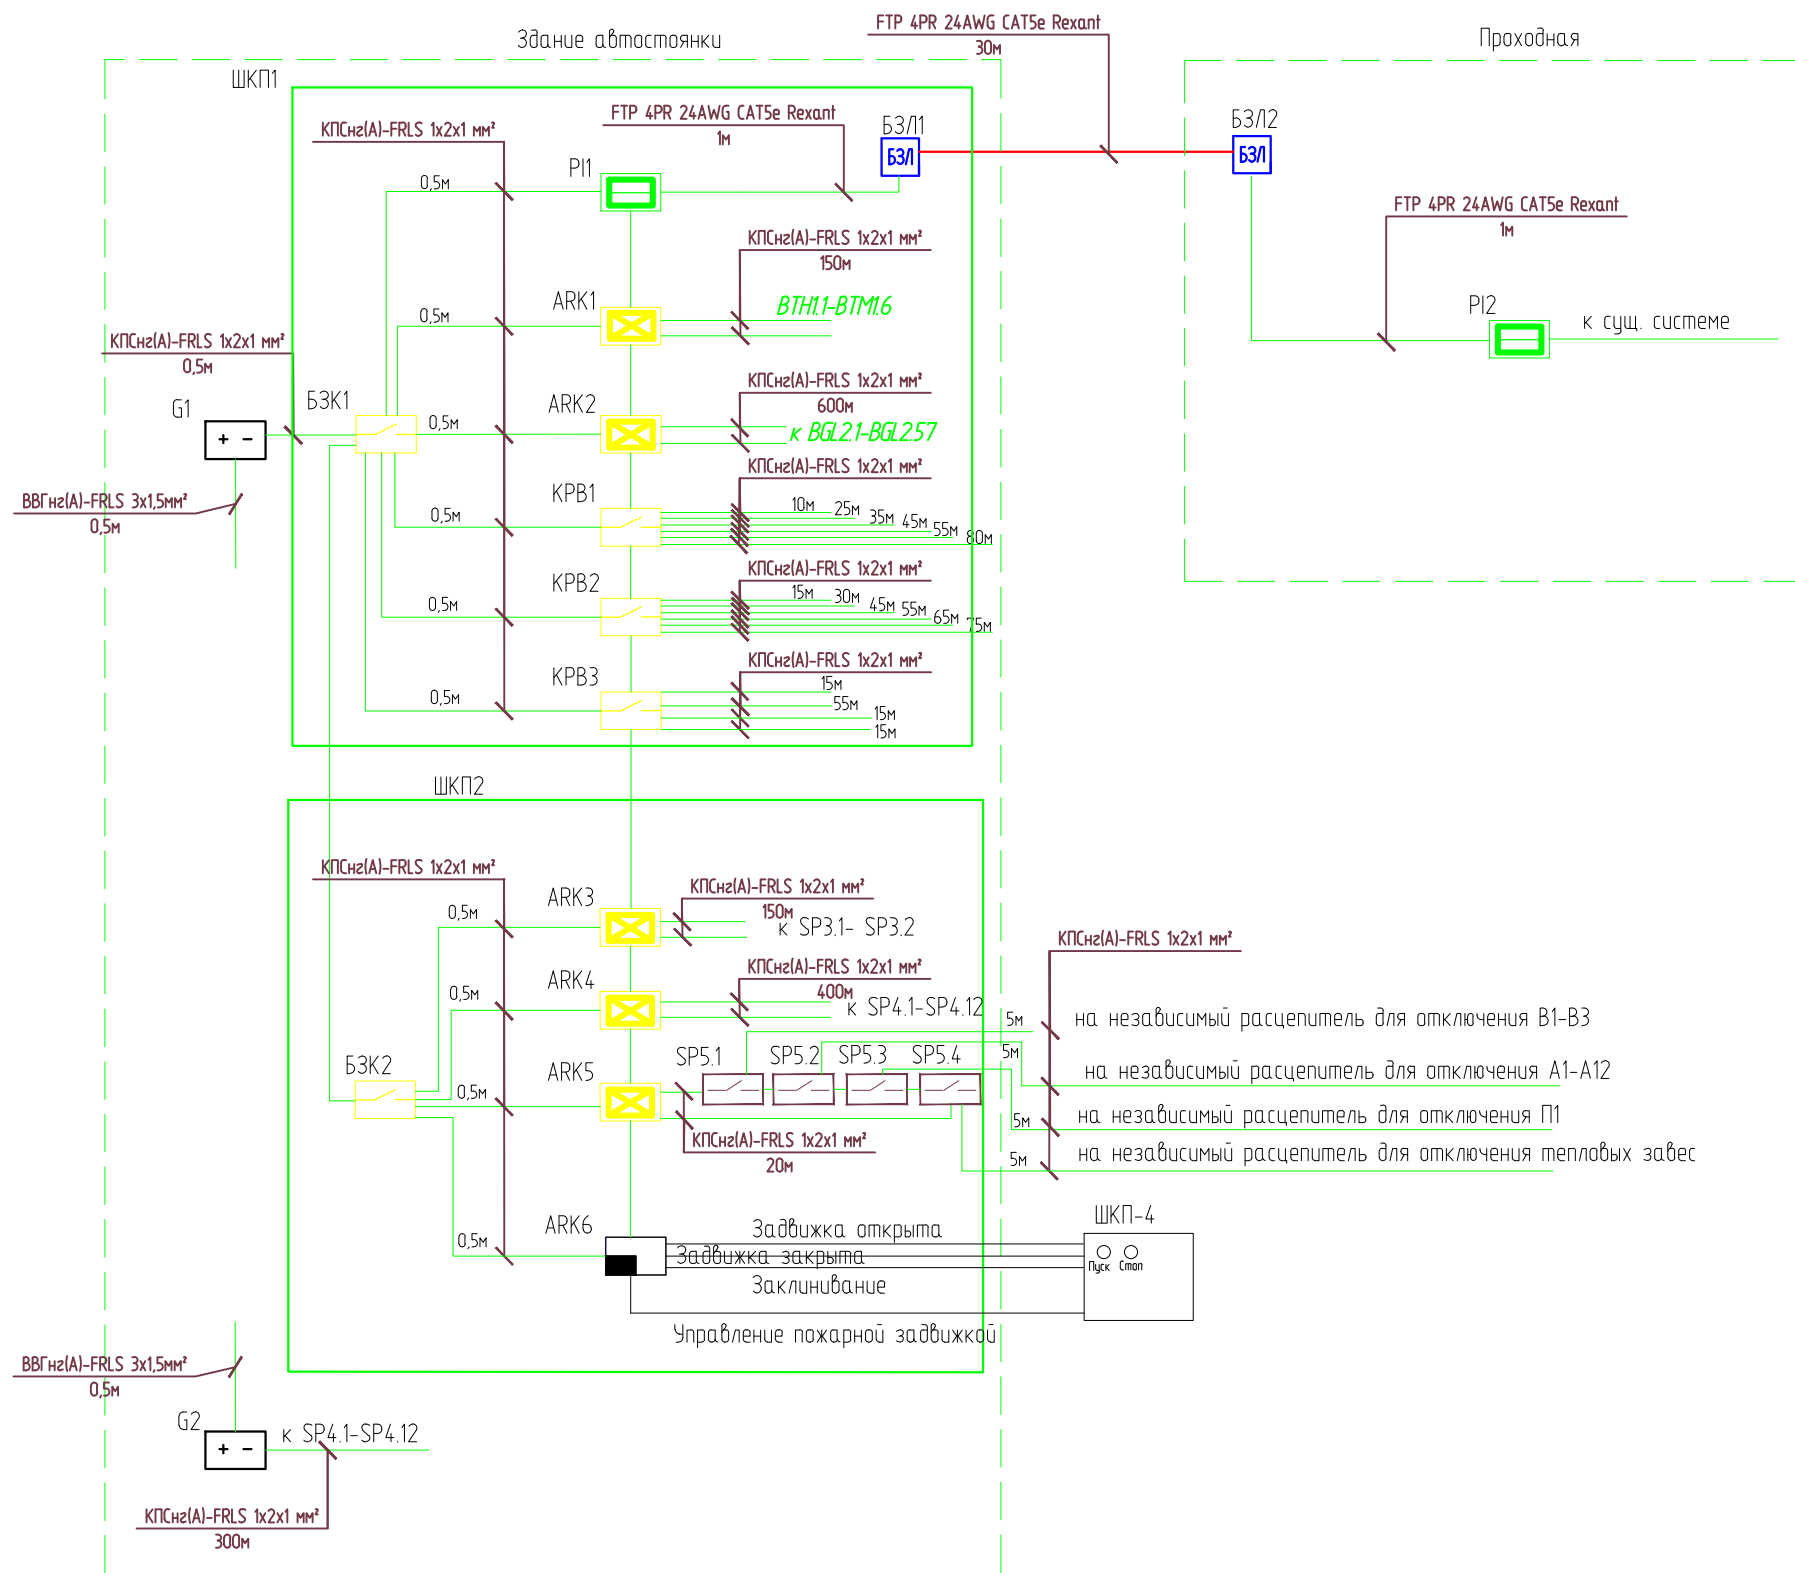 FTP 4PR 24AWG CAT5e Rexant
30м
Здание автостоянки
Проходная
ШКП1
FTP 4PR 24AWG CAT5e Rexant
1м
КПСнг(А)-FRLS 1х2х1 мм²
БЗЛ1
БЗЛ
БЗЛ2
БЗЛ
PI1
0,5м
FTP 4PR 24AWG CAT5e Rexant
1м
КПСнг(А)-FRLS 1х2х1 мм²
150м
ВТН1.1-ВТМ1.6
ARK1
0,5м
PI2
к сущ. системе
КПСнг(А)-FRLS 1х2х1 мм²
0,5м
КПСнг(А)-FRLS 1х2х1 мм²
600м
к BGL2.1-BGL2.57
G1
БЗК1
0,5м
ARK2
КПСнг(А)-FRLS 1х2х1 мм²
ВВГнг(А)-FRLS 3х1,5мм²
0,5м
0,5м
КРВ1
10м
25м
35м
45м
55м
80м
КПСнг(А)-FRLS 1х2х1 мм²
КРВ2
0,5м
15м
30м
45м
55м
65м
75м
КПСнг(А)-FRLS 1х2х1 мм²
КРВ3
0,5м
15м
55м
15м
15м
ШКП2
КПСнг(А)-FRLS 1х2х1 мм²
ARK3
0,5м
КПСнг(А)-FRLS 1х2х1 мм²
150м
к SP3.1- SP3.2
КПСнг(А)-FRLS 1х2х1 мм²
ARK4
0,5м
КПСнг(А)-FRLS 1х2х1 мм²
400м
к SP4.1-SP4.12
5м
на независимый расцепитель для отключения В1-В3
БЗК2
0,5м
ARK5
SP5.1
SP5.2
SP5.3
SP5.4
5м
на независимый расцепитель для отключения А1-А12
5м
на независимый расцепитель для отключения П1
КПСнг(А)-FRLS 1х2х1 мм²
20м
5м
на независимый расцепитель для отключения тепловых завес
ARK6
0,5м
Задвижка открыта
Задвижка закрыта
Заклинивание
Управление пожарной задвижкой
ШКП-4
Пуск
Стоп
ВВГнг(А)-FRLS 3х1,5мм²
0,5м
G2
к SP4.1-SP4.12
КПСнг(А)-FRLS 1х2х1 мм²
300м